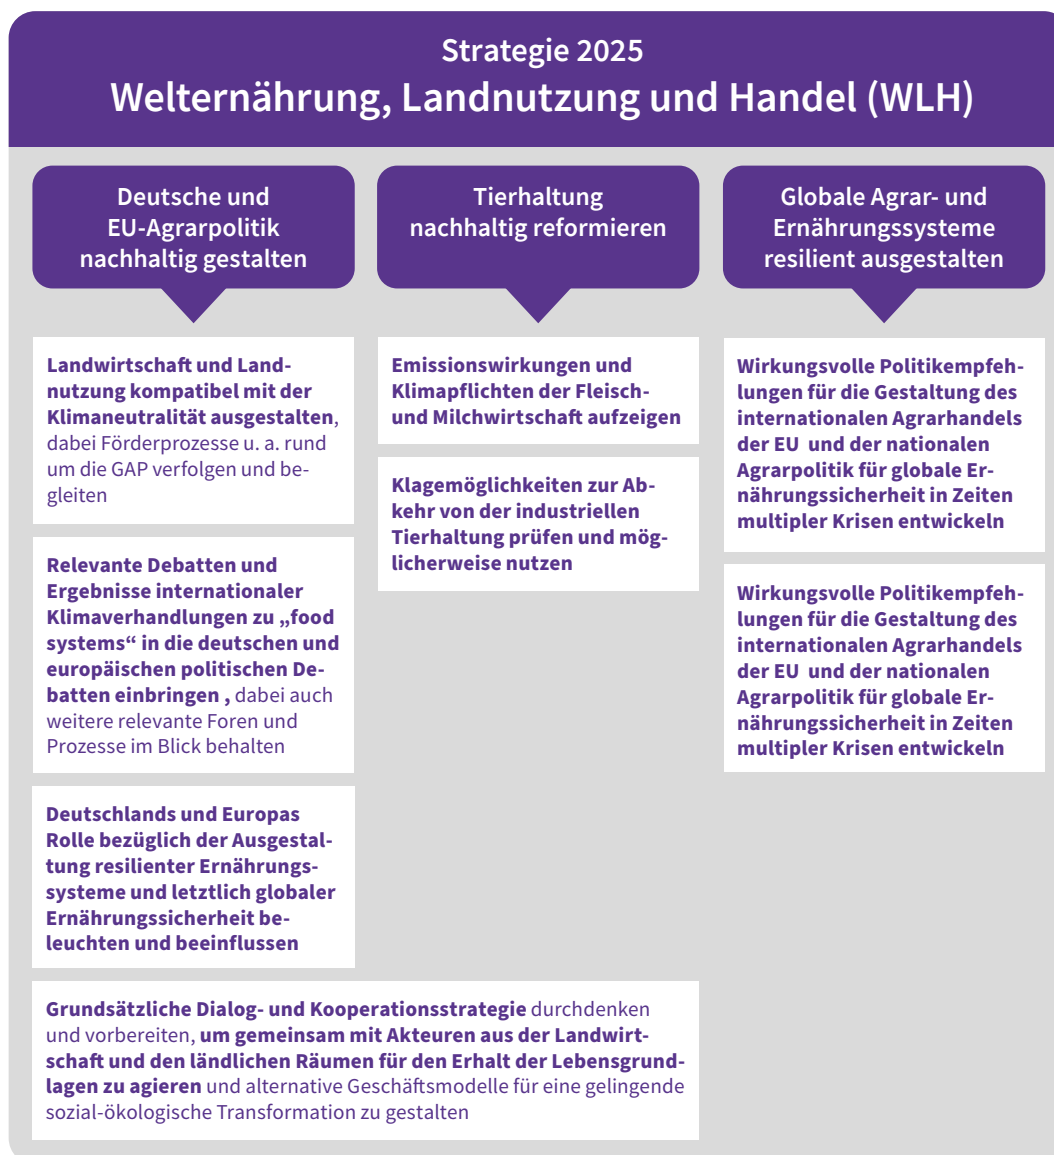 Strategie 2025
Welternährung, Landnutzung und Handel (WLH)
Deutsche und
EU-Agrarpolitik
nachhaltig gestalten
Landwirtschaft und Land-
nutzung kompatibel mit der
Klimaneutralität ausgestalten,
dabei Förderprozesse u. a. rund
um die GAP verfolgen und be-
gleiten
Relevante Debatten und
Ergebnisse internationaler
Klimaverhandlungen zu „food
systems“ in die deutschen und
europäischen politischen De-
batten einbringen , dabei auch
weitere relevante Foren und
Prozesse im Blick behalten
Deutschlands und Europas
Rolle bezüglich der Ausgestal-
tung resilienter Ernährungs-
systeme und letztlich globaler
Ernährungssicherheit be-
leuchten und beeinflussen
Tierhaltung
nachhaltig reformieren
Emissionswirkungen und
Klimapflichten der Fleisch-
und Milchwirtschaft aufzeigen
Klagemöglichkeiten zur Ab-
kehr von der industriellen
Tierhaltung prüfen und mög-
licherweise nutzen
Globale Agrar- und
Ernährungssysteme
resilient ausgestalten
Wirkungsvolle Politikempfeh-
lungen für die Gestaltung des
internationalen Agrarhandels
der EU  und der nationalen
Agrarpolitik für globale Er-
nährungssicherheit in Zeiten
multipler Krisen entwickeln
Wirkungsvolle Politikempfeh-
lungen für die Gestaltung des
internationalen Agrarhandels
der EU  und der nationalen
Agrarpolitik für globale Er-
nährungssicherheit in Zeiten
multipler Krisen entwickeln
Grundsätzliche Dialog- und Kooperationsstrategie durchdenken
und vorbereiten, um gemeinsam mit Akteuren aus der Landwirt-
schaft und den ländlichen Räumen für den Erhalt der Lebensgrund-
lagen zu agieren und alternative Geschäftsmodelle für eine gelingende
sozial-ökologische Transformation zu gestalten